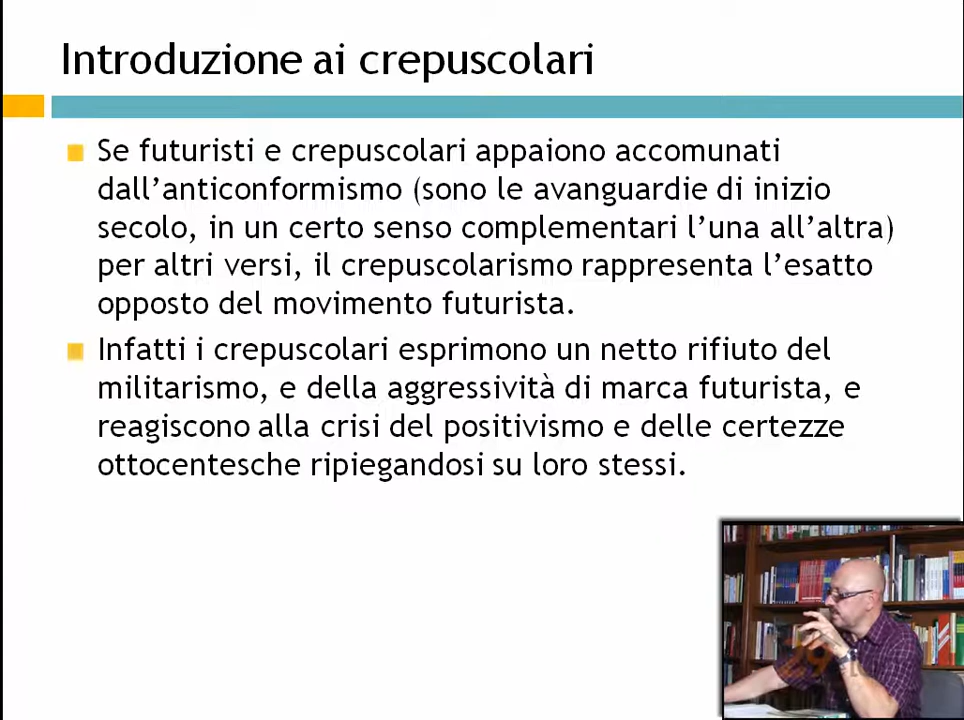 Introduzione ai crepuscolari
Se futuristi e crepuscolari appaiono accomunati
dall’anticonformismo (sono le avanguardie di inizio
secolo, in un certo senso complementari l’una all’altra)
per altri versi, il crepuscolarismo rappresenta l’esatto
opposto del movimento futurista.
Infatti i crepuscolari esprimono un netto rifiuto del
militarismo, e della aggressività di marca futurista, e
reagiscono alla crisi del positivismo e delle certezze
ottocentesche ripiegandosi su loro stessi.